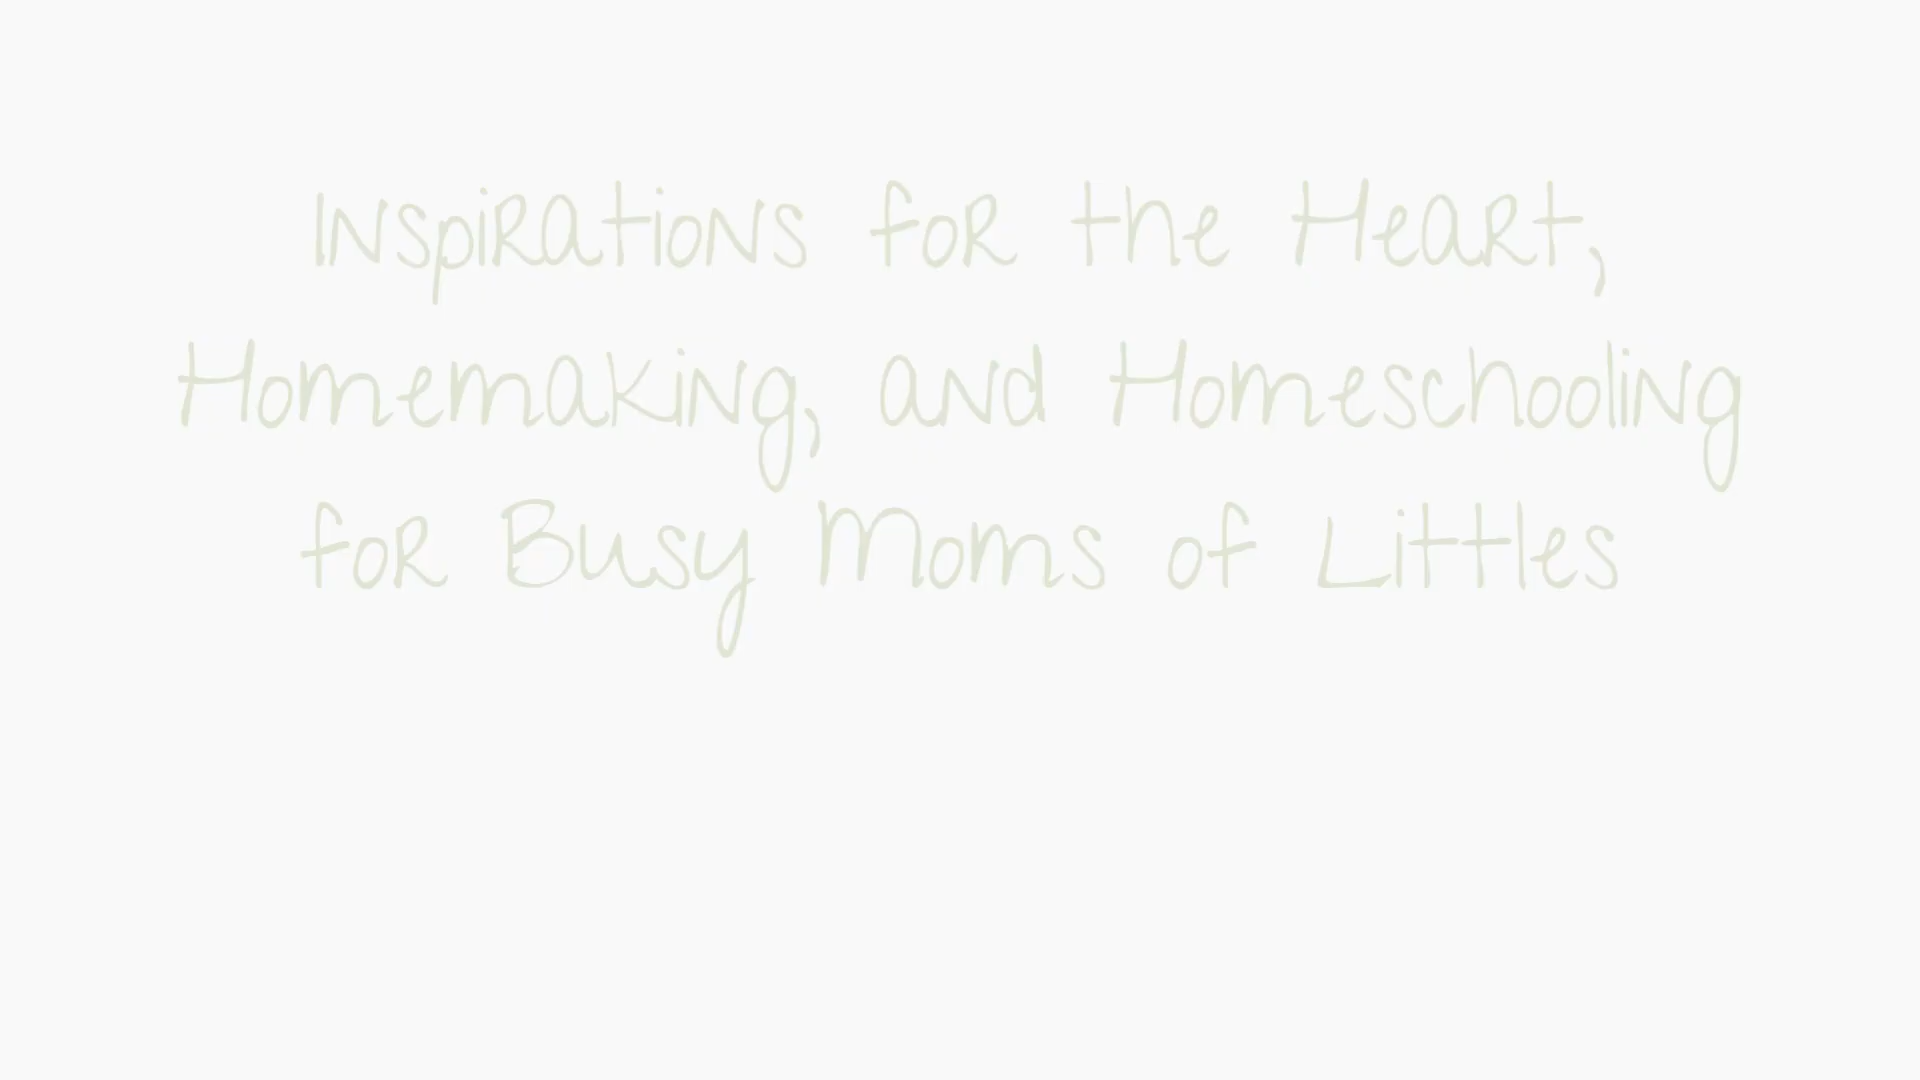 Inspirations for the Heart,
Homemaking, and Homeschooling
for Busy Moms of Littles